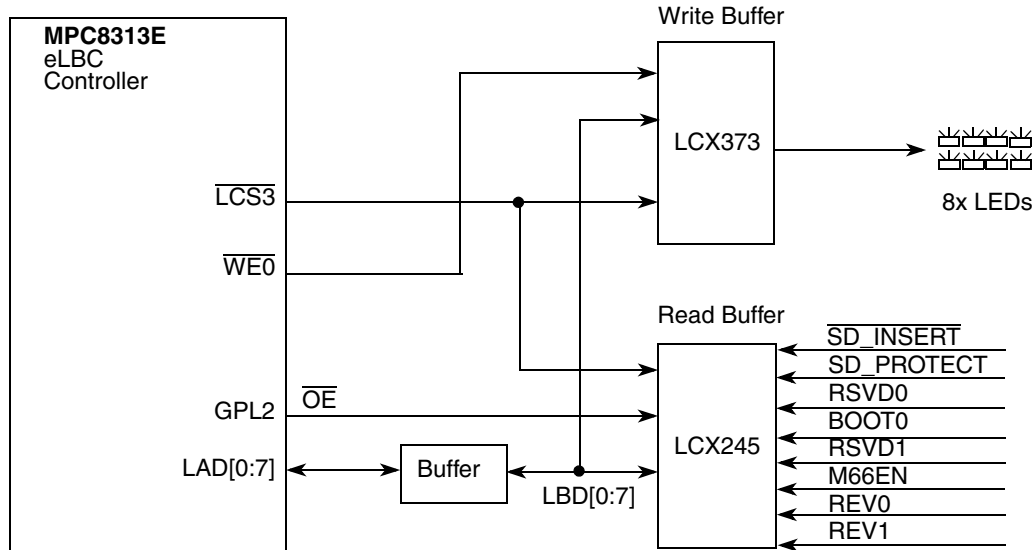 Write Buffer
MPC8313E
eLBC
Controller
LCX373
LCS3
8x LEDs
WE0
Read Buffer
SD_INSERT
SD_PROTECT
OE
RSVD0
GPL2
BOOT0
LCX245
RSVD1
LAD[0:7]
Buffer
M66EN
LBD[0:7]
REV0
REV1